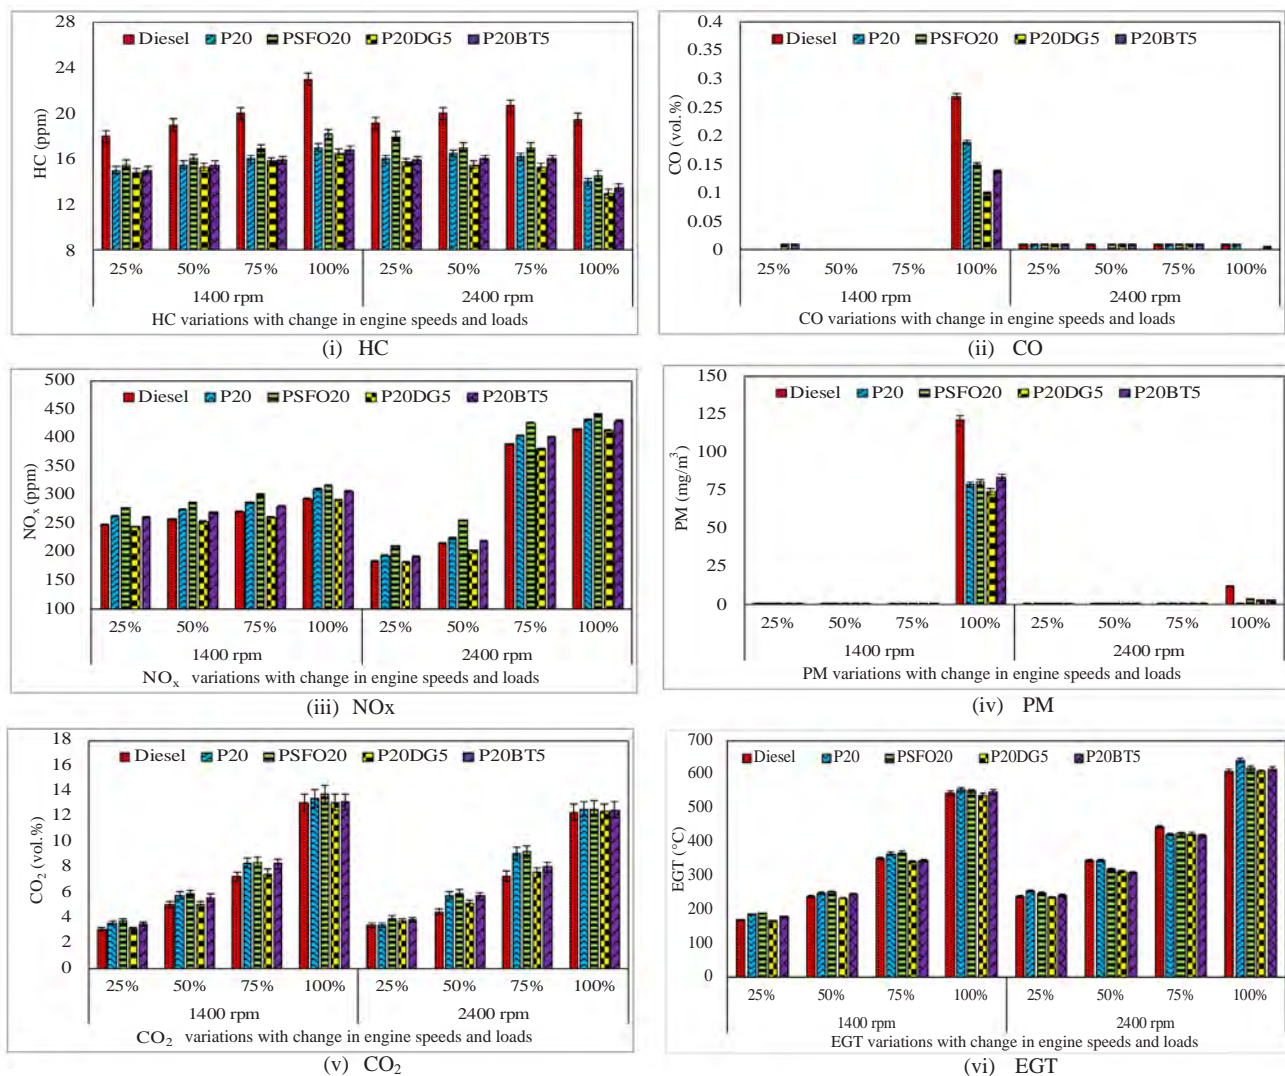 28
24
20
16
12
8
HC (ppm)
Diesel P20 PSFO20 P20DG5 P20BT5
25% 50% 75% 100% 25% 50% 75% 100%
1400 rpm 2400 rpm
HC variations with change in engine speeds and loads
(i) HC
0.4
0.35
0.3
0.25
0.2
0.15
0.1
0.05
0
CO (vol.%)
Diesel P20 PSFO20 P20DG5 P20BT5
25% 50% 75% 100% 25% 50% 75% 100%
1400 rpm 2400 rpm
CO variations with change in engine speeds and loads
(ii) CO
500
450
400
350
300
250
200
150
100
NOx (ppm)
Diesel P20 PSFO20 P20DG5 P20BT5
25% 50% 75% 100% 25% 50% 75% 100%
1400 rpm 2400 rpm
NOx variations with change in engine speeds and loads
(iii) NOx
150
125
100
75
50
25
0
PM (mg/m³)
Diesel P20 PSFO20 P20DG5 P20BT5
25% 50% 75% 100% 25% 50% 75% 100%
1400 rpm 2400 rpm
PM variations with change in engine speeds and loads
(iv) PM
18
16
14
12
10
8
6
4
2
0
CO₂ (vol.%)
Diesel P20 PSFO20 P20DG5 P20BT5
25% 50% 75% 100% 25% 50% 75% 100%
1400 rpm 2400 rpm
CO₂ variations with change in engine speeds and loads
(v) CO₂
700
600
500
400
300
200
100
0
EGT (°C)
Diesel P20 PSFO20 P20DG5 P20BT5
25% 50% 75% 100% 25% 50% 75% 100%
1400 rpm 2400 rpm
EGT variations with change in engine speeds and loads
(vi) EGT